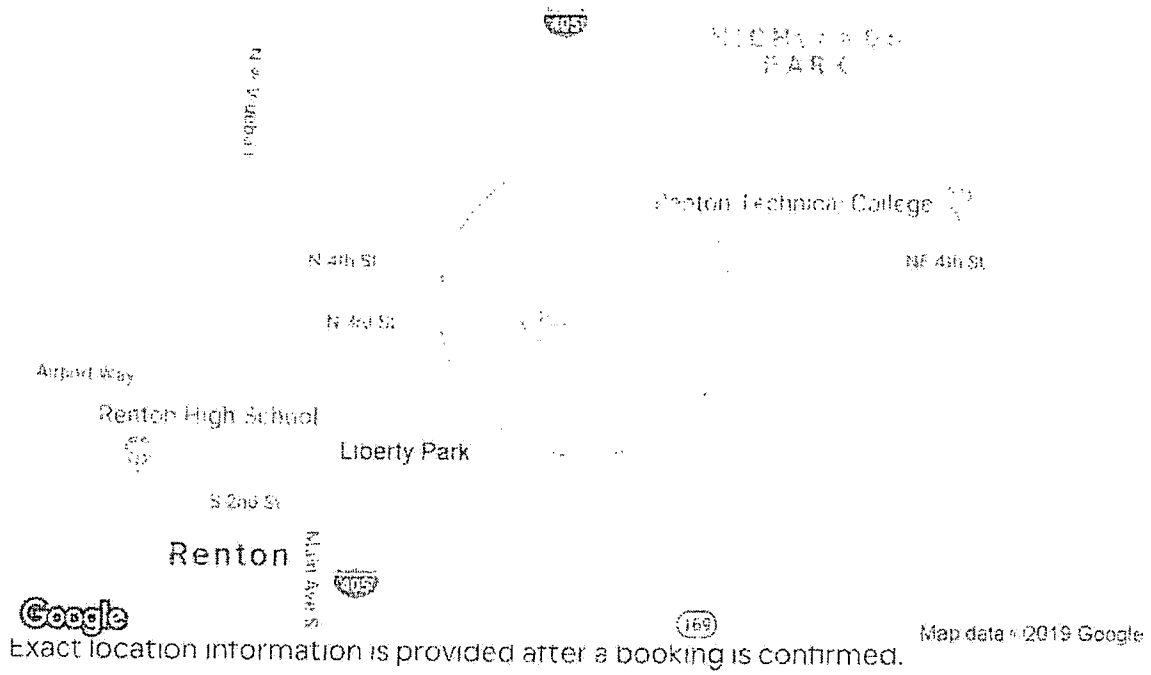 405
PARK
Renton Technical College
N 4th St
NE 4th St
N 3rd St
Airport Way
Renton High School
Liberty Park
S 2nd St
Renton
Main Ave S
405
Google
169
Map data ©2019 Google
Exact location information is provided after a booking is confirmed.